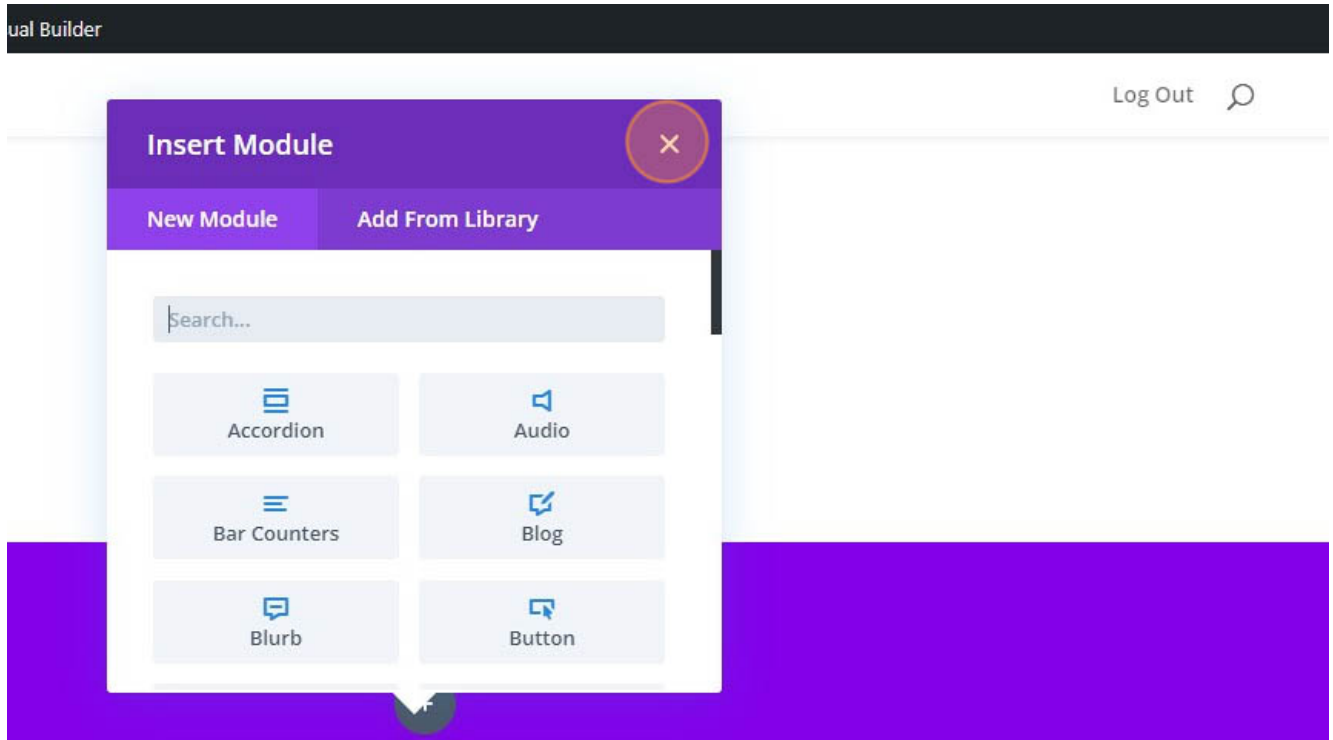 ual Builder
Log Out
Insert Module
New Module Add From Library
Search...
Accordion Audio
Bar Counters Blog
Blurb Button